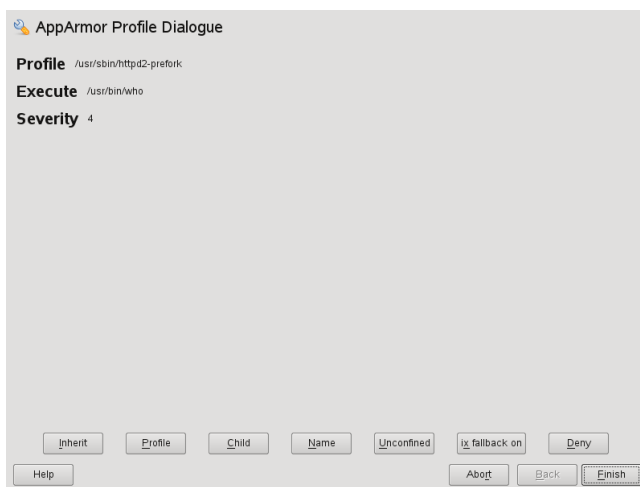 AppArmor Profile Dialogue
Profile /usr/sbin/httpd2-prefork
Execute /usr/bin/who
Severity 4
Inherit Profile Child Name Unconfined ix fallback on Deny
Help Abort Back Finish